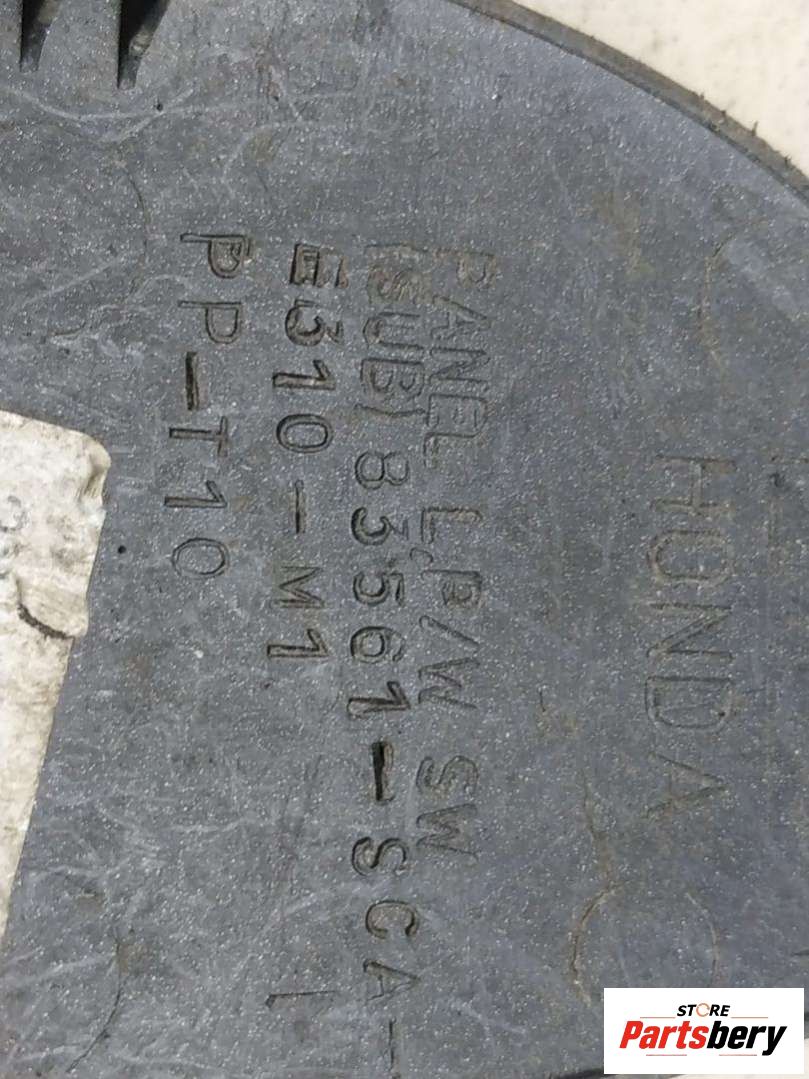 HONDA
PANEL L,P/W SW
(SUB) 83561-SCA-
E310-M1
PP-T10
STORE
Partsbery